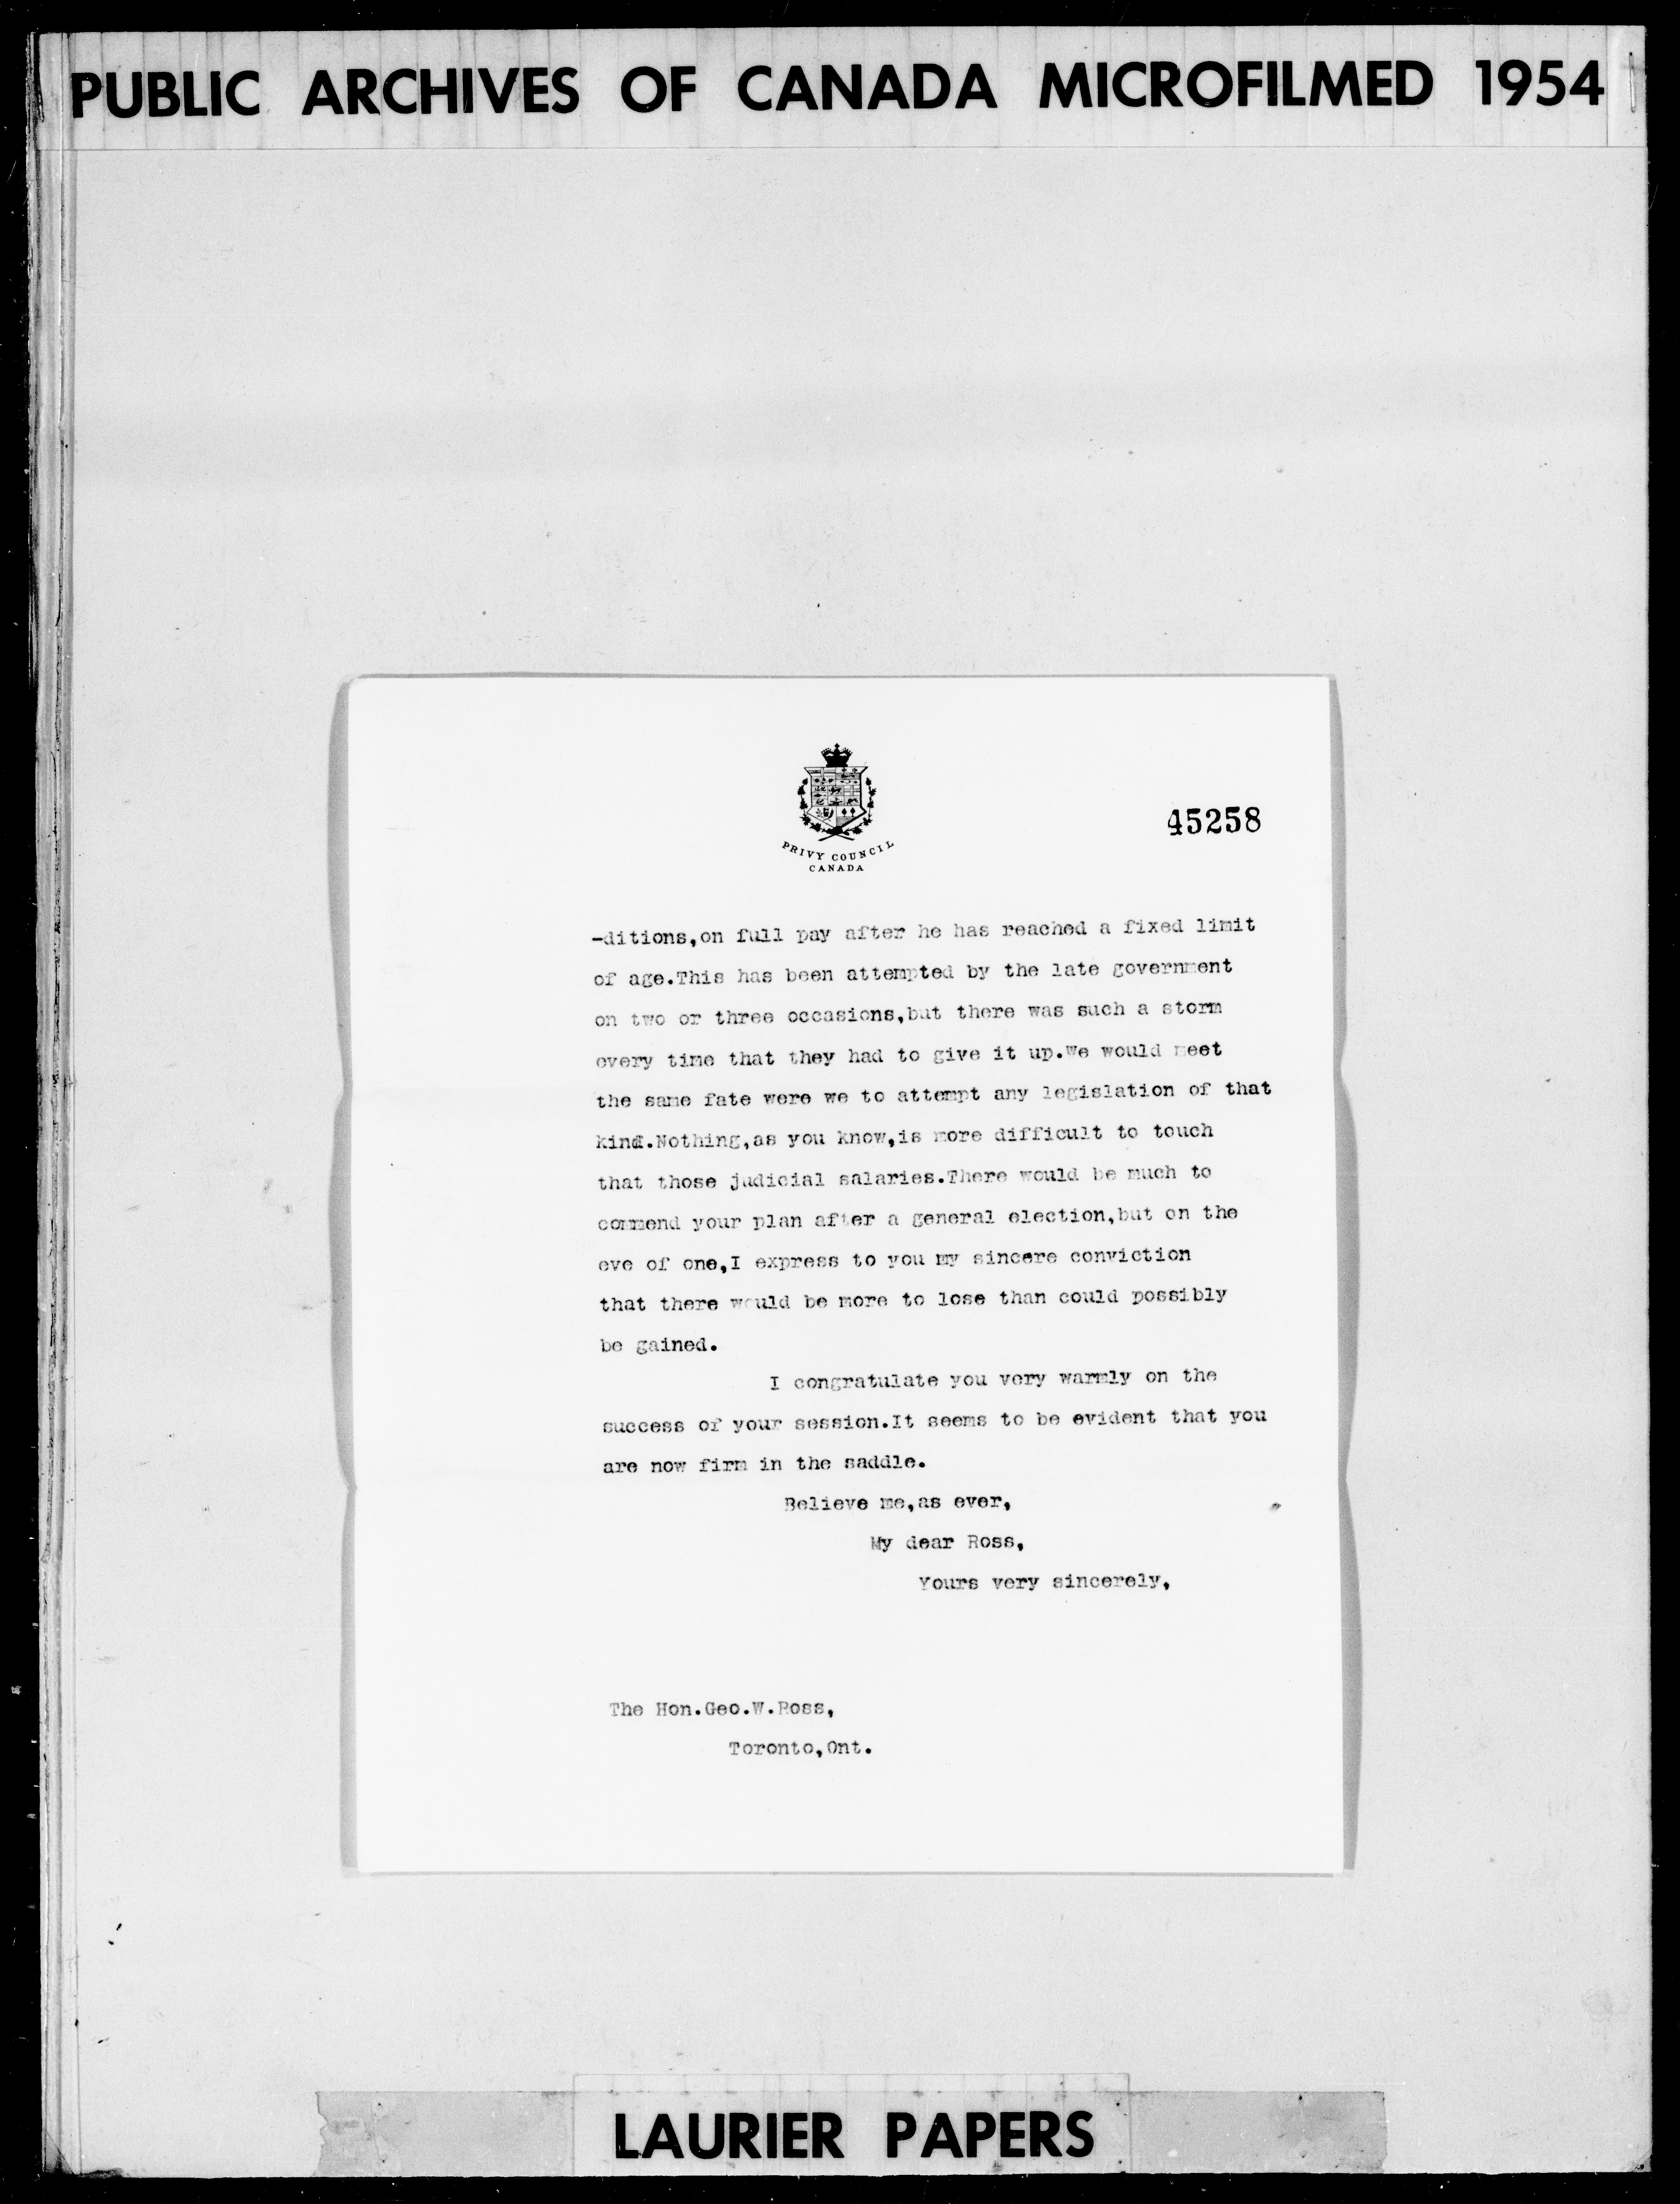 PUBLIC ARCHIVES OF CANADA MICROFILMED 1954
PRIVY COUNCIL
CANADA
45258
-ditions,on full pay after he has reached a fixed limit
of age.This has been attempted by the late government
on two or three occasions,but there was such a storm
every time that they had to give it up.We would meet
the same fate were we to attempt any legislation of that
kind.Nothing,as you know,is more difficult to touch
that those judicial salaries.There would be much to
commend your plan after a general election,but on the
eve of one,I express to you my sincere conviction
that there would be more to lose than could possibly
be gained.
I congratulate you very warmly on the
success of your session.It seems to be evident that you
are now firm in the saddle.
Believe me,as ever,
My dear Ross,
Yours very sincerely,
The Hon.Geo.W.Ross,
Toronto,Ont.
LAURIER PAPERS